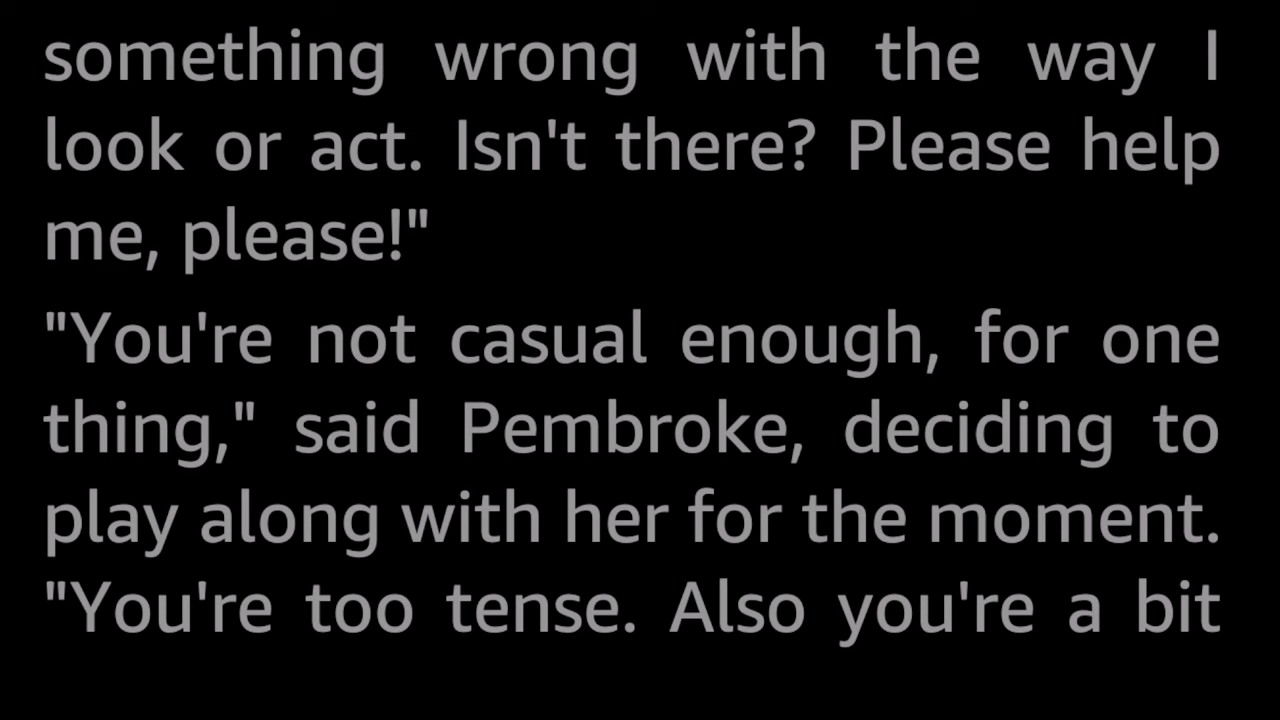 something wrong with the way I
look or act. Isn't there? Please help
me, please!"
"You're not casual enough, for one
thing," said Pembroke, deciding to
play along with her for the moment.
"You're too tense. Also you're a bit